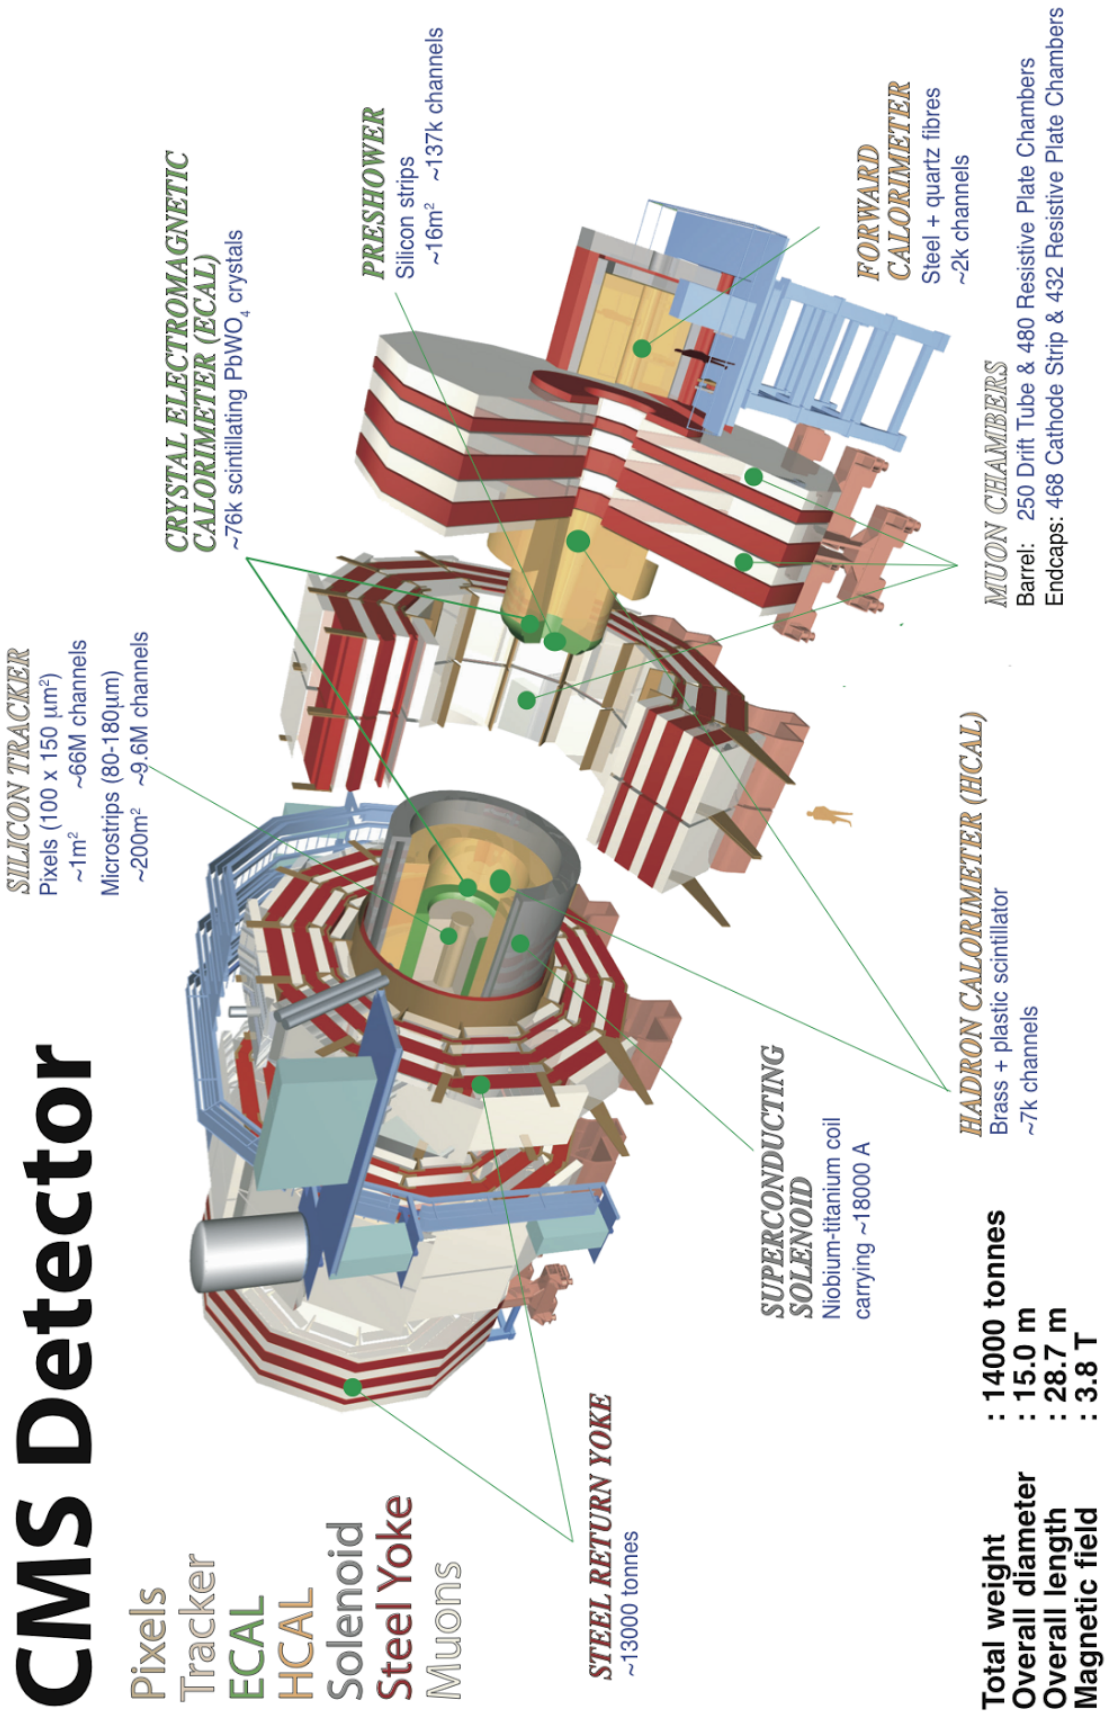 CMS Detector
Pixels
Tracker
ECAL
HCAL
Solenoid
Steel Yoke
Muons
SILICON TRACKER
Pixels (100 x 150 μm²)
~1m² ~66M channels
Microstrips (80-180μm)
~200m² ~9.6M channels
CRYSTAL ELECTROMAGNETIC
CALORIMETER (ECAL)
~76k scintillating PbWO₄ crystals
PRESHOWER
Silicon strips
~16m² ~137k channels
STEEL RETURN YOKE
~13000 tonnes
SUPERCONDUCTING
SOLENOID
Niobium-titanium coil
carrying ~18000 A
HADRON CALORIMETER (HCAL)
Brass + plastic scintillator
~7k channels
FORWARD
CALORIMETER
Steel + quartz fibres
~2k channels
MUON CHAMBERS
Barrel: 250 Drift Tube & 480 Resistive Plate Chambers
Endcaps: 468 Cathode Strip & 432 Resistive Plate Chambers
Total weight : 14000 tonnes
Overall diameter : 15.0 m
Overall length : 28.7 m
Magnetic field : 3.8 T